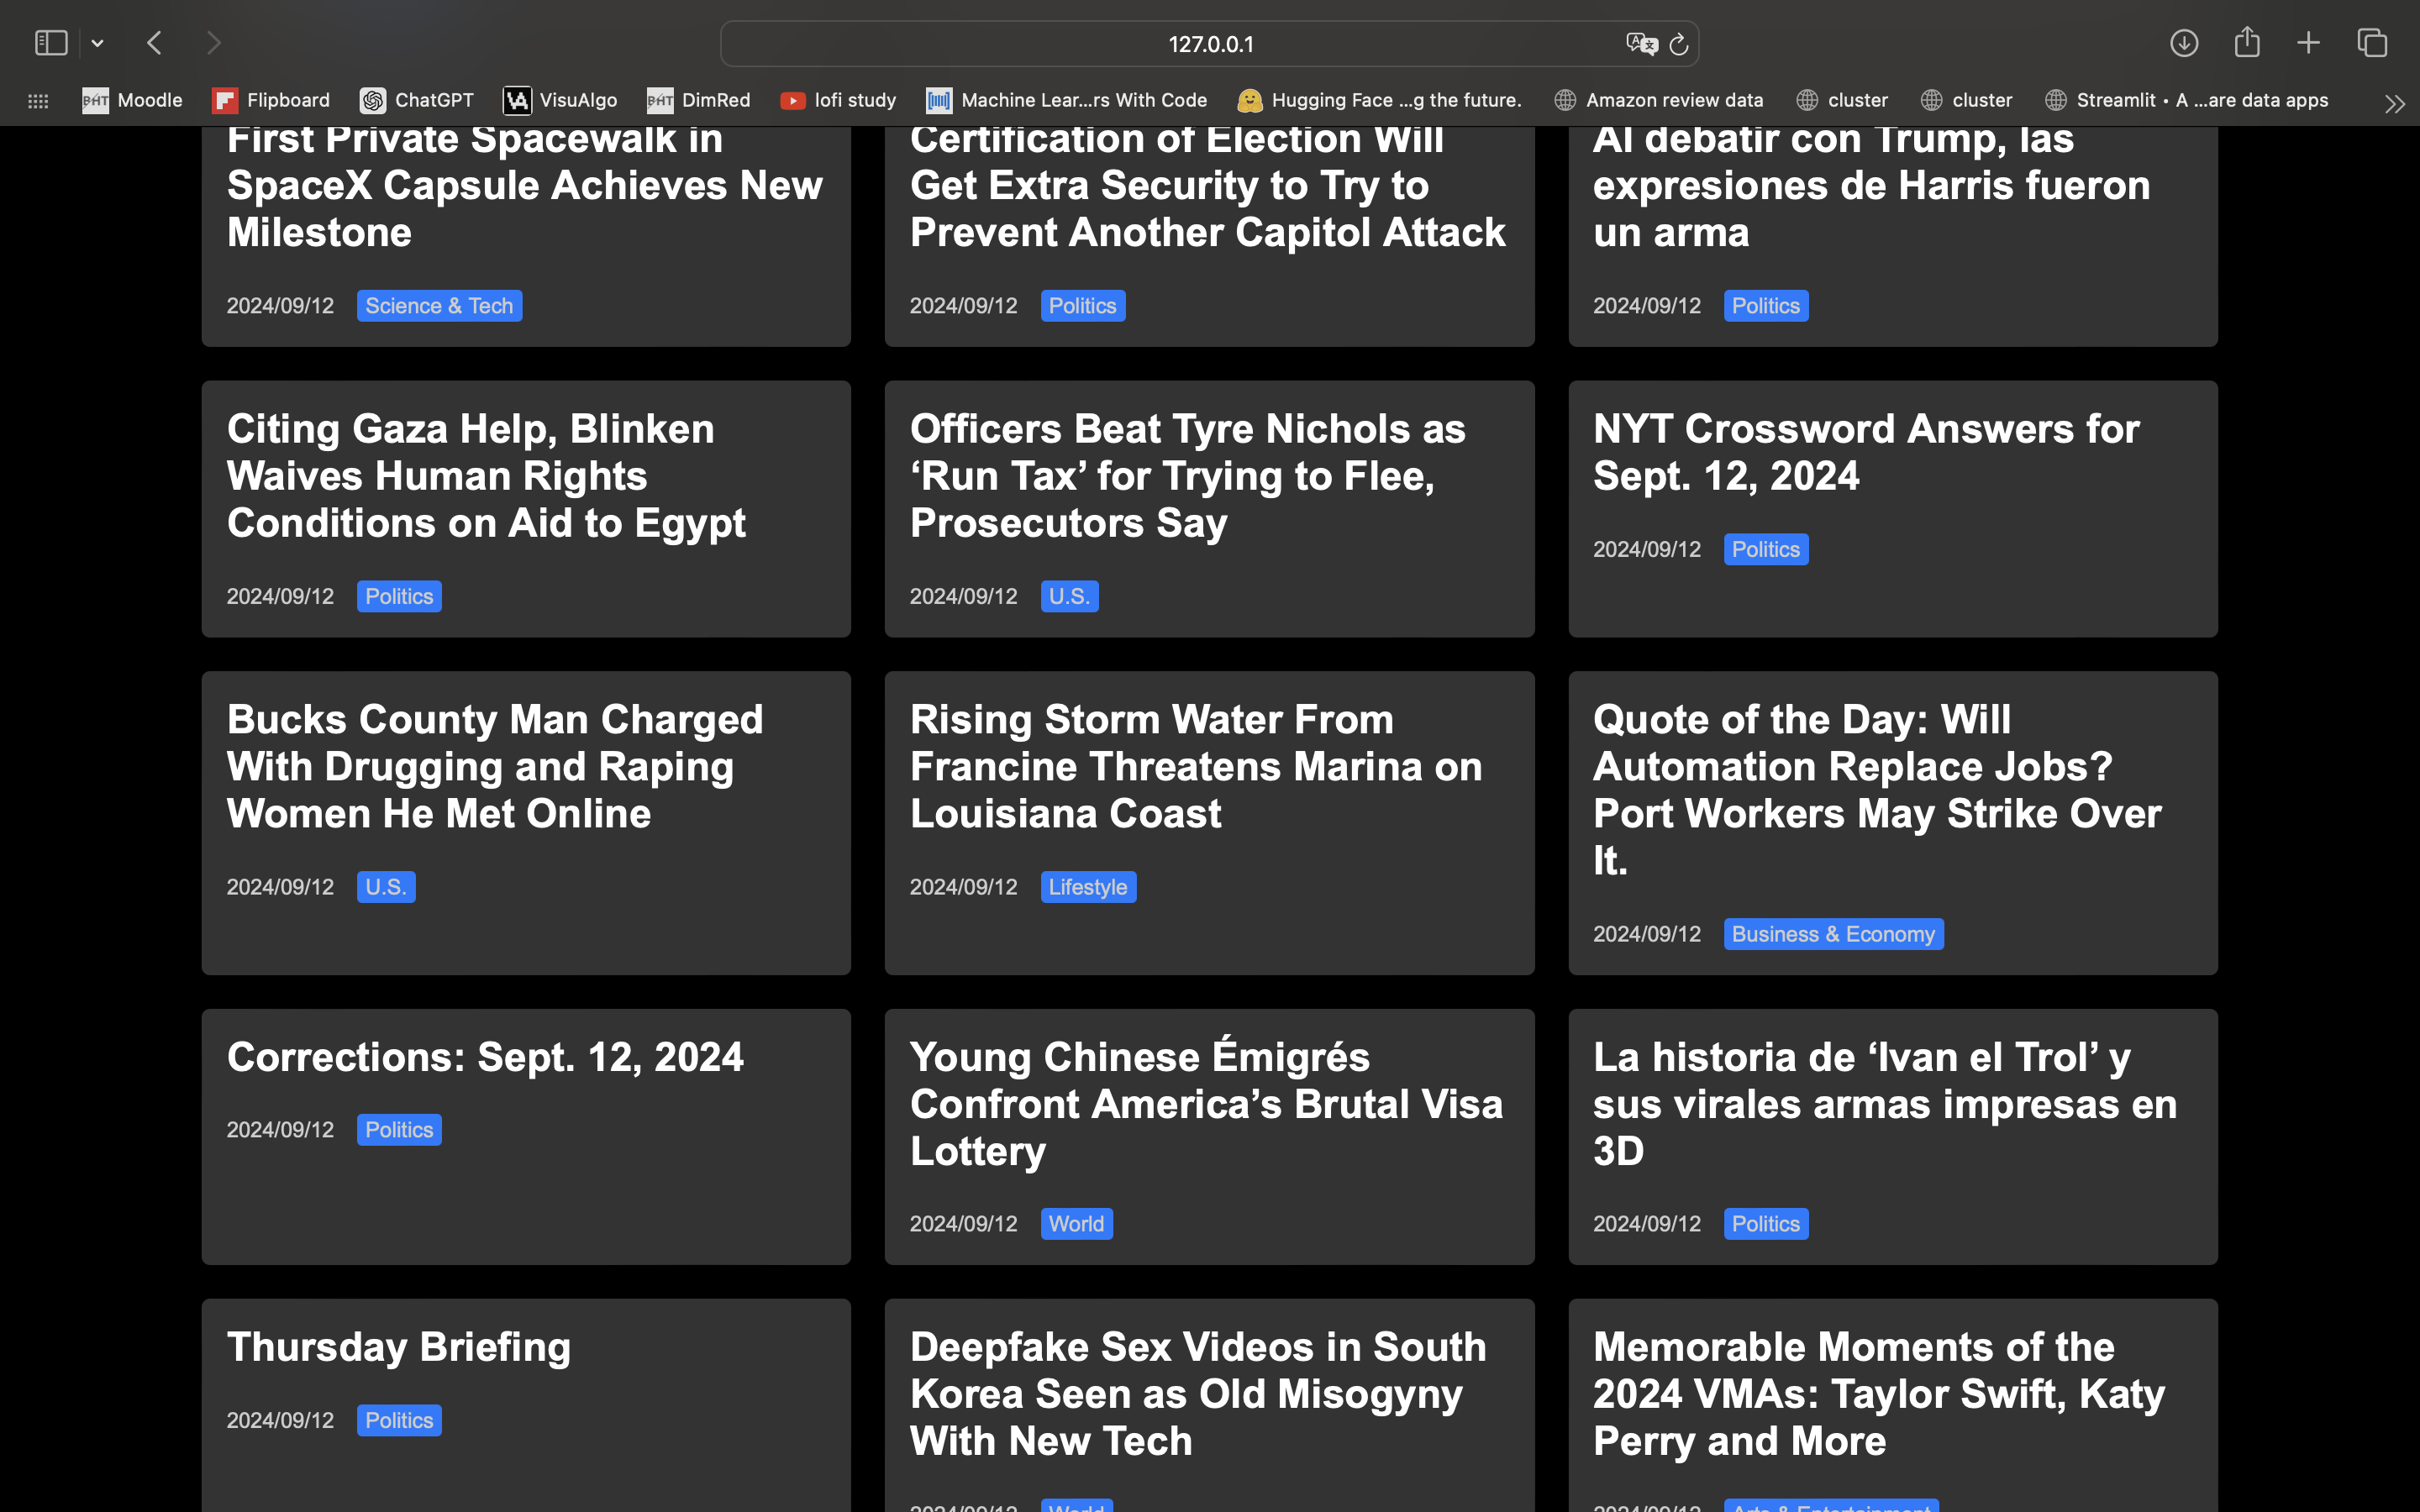 127.0.0.1
Moodle
Flipboard
ChatGPT
VisuAlgo
DimRed
lofi study
Machine Lear...rs With Code
Hugging Face ...g the future.
Amazon review data
cluster
cluster
Streamlit • A ...are data apps
First Private Spacewalk in
SpaceX Capsule Achieves New
Milestone
2024/09/12 Science & Tech
Certification of Election Will
Get Extra Security to Try to
Prevent Another Capitol Attack
2024/09/12 Politics
Al debatir con Trump, las
expresiones de Harris fueron
un arma
2024/09/12 Politics
Citing Gaza Help, Blinken
Waives Human Rights
Conditions on Aid to Egypt
2024/09/12 Politics
Officers Beat Tyre Nichols as
‘Run Tax’ for Trying to Flee,
Prosecutors Say
2024/09/12 U.S.
NYT Crossword Answers for
Sept. 12, 2024
2024/09/12 Politics
Bucks County Man Charged
With Drugging and Raping
Women He Met Online
2024/09/12 U.S.
Rising Storm Water From
Francine Threatens Marina on
Louisiana Coast
2024/09/12 Lifestyle
Quote of the Day: Will
Automation Replace Jobs?
Port Workers May Strike Over
It.
2024/09/12 Business & Economy
Corrections: Sept. 12, 2024
2024/09/12 Politics
Young Chinese Émigrés
Confront America’s Brutal Visa
Lottery
2024/09/12 World
La historia de ‘Ivan el Trol’ y
sus virales armas impresas en
3D
2024/09/12 Politics
Thursday Briefing
2024/09/12 Politics
Deepfake Sex Videos in South
Korea Seen as Old Misogyny
With New Tech
2024/09/12 World
Memorable Moments of the
2024 VMAs: Taylor Swift, Katy
Perry and More
2024/09/12 Arts & Entertainment